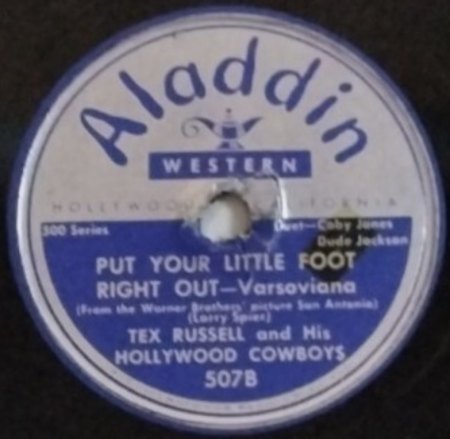 Aladdin
WESTERN
HOLLYWOOD CALIFORNIA
500 Series
Duet—Coby Jones
Dude Jackson
PUT YOUR LITTLE FOOT
RIGHT OUT—Varsoviana
(From the Warner Brothers' picture San Antonio)
(Larry Spier)
TEX RUSSELL and His
HOLLYWOOD COWBOYS
507B